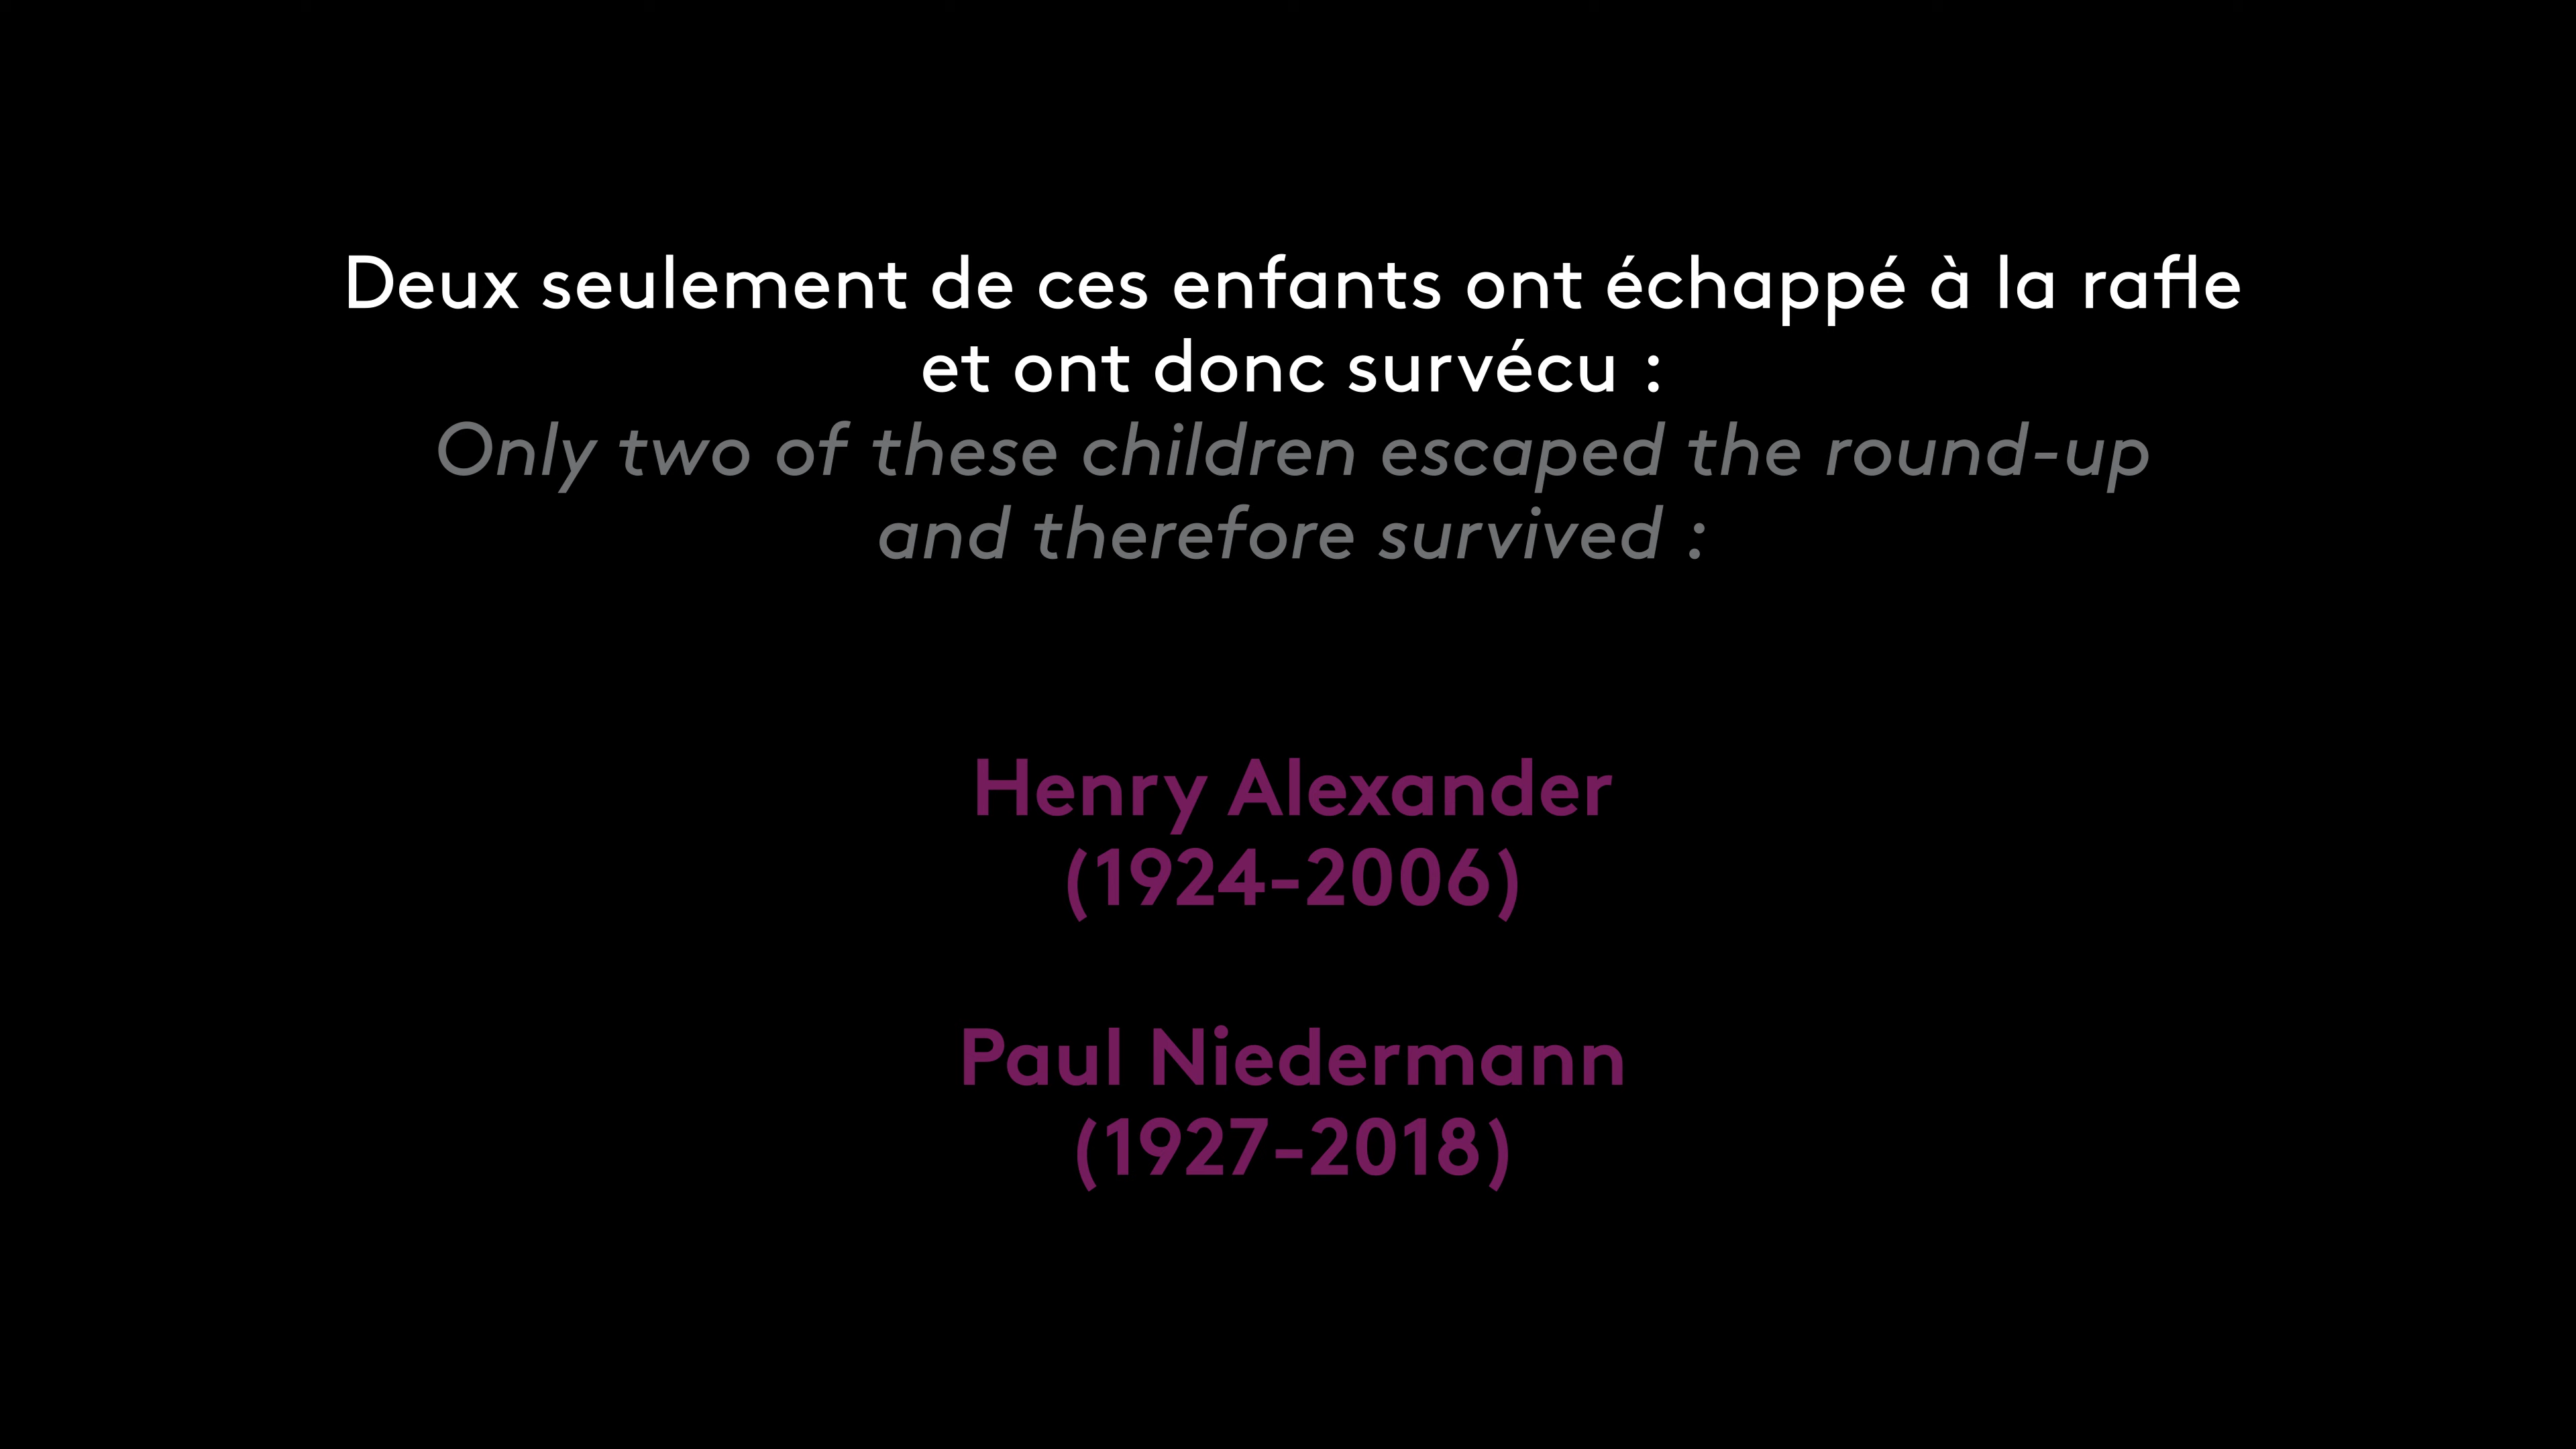 Deux seulement de ces enfants ont échappé à la rafle
et ont donc survécu :
Only two of these children escaped the round-up
and therefore survived :
Henry Alexander
(1924-2006)
Paul Niedermann
(1927-2018)